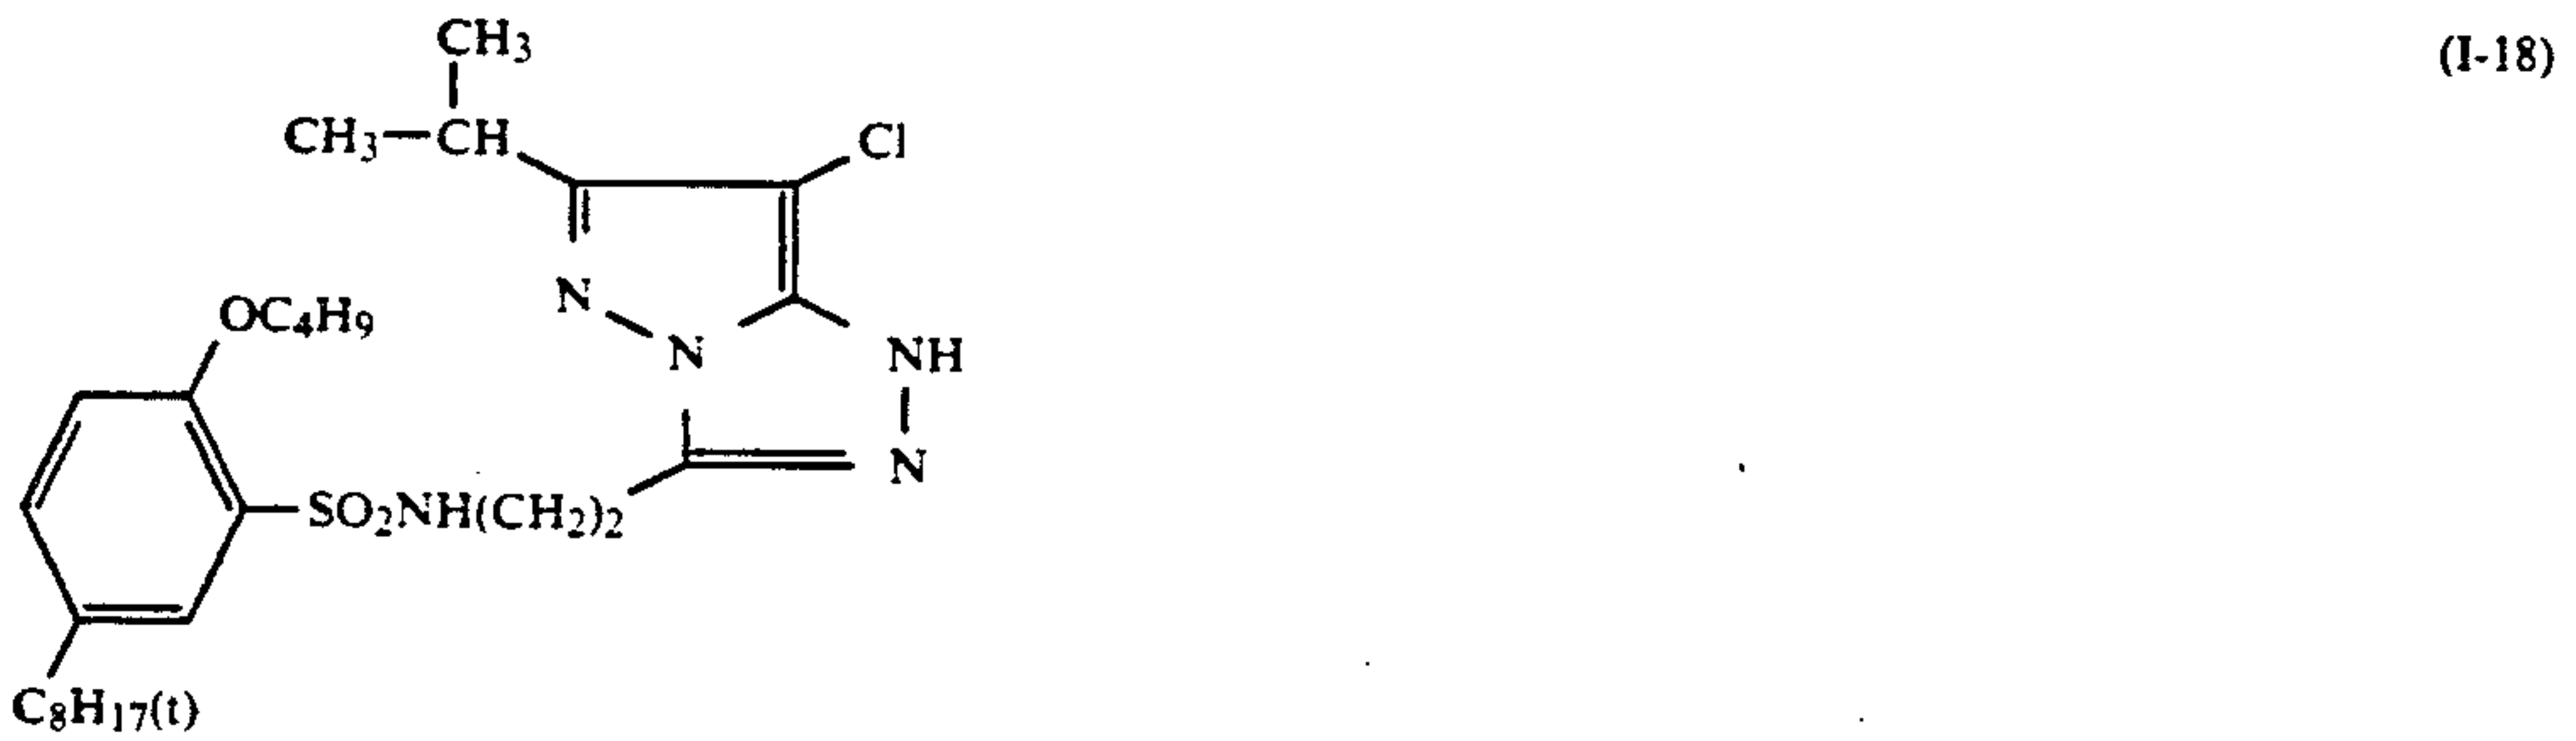 CH3
(I-18)
CH3 CH Cl
N
OC4H9
N NH
N
SO2NH(CH2)2
C8H17(t)